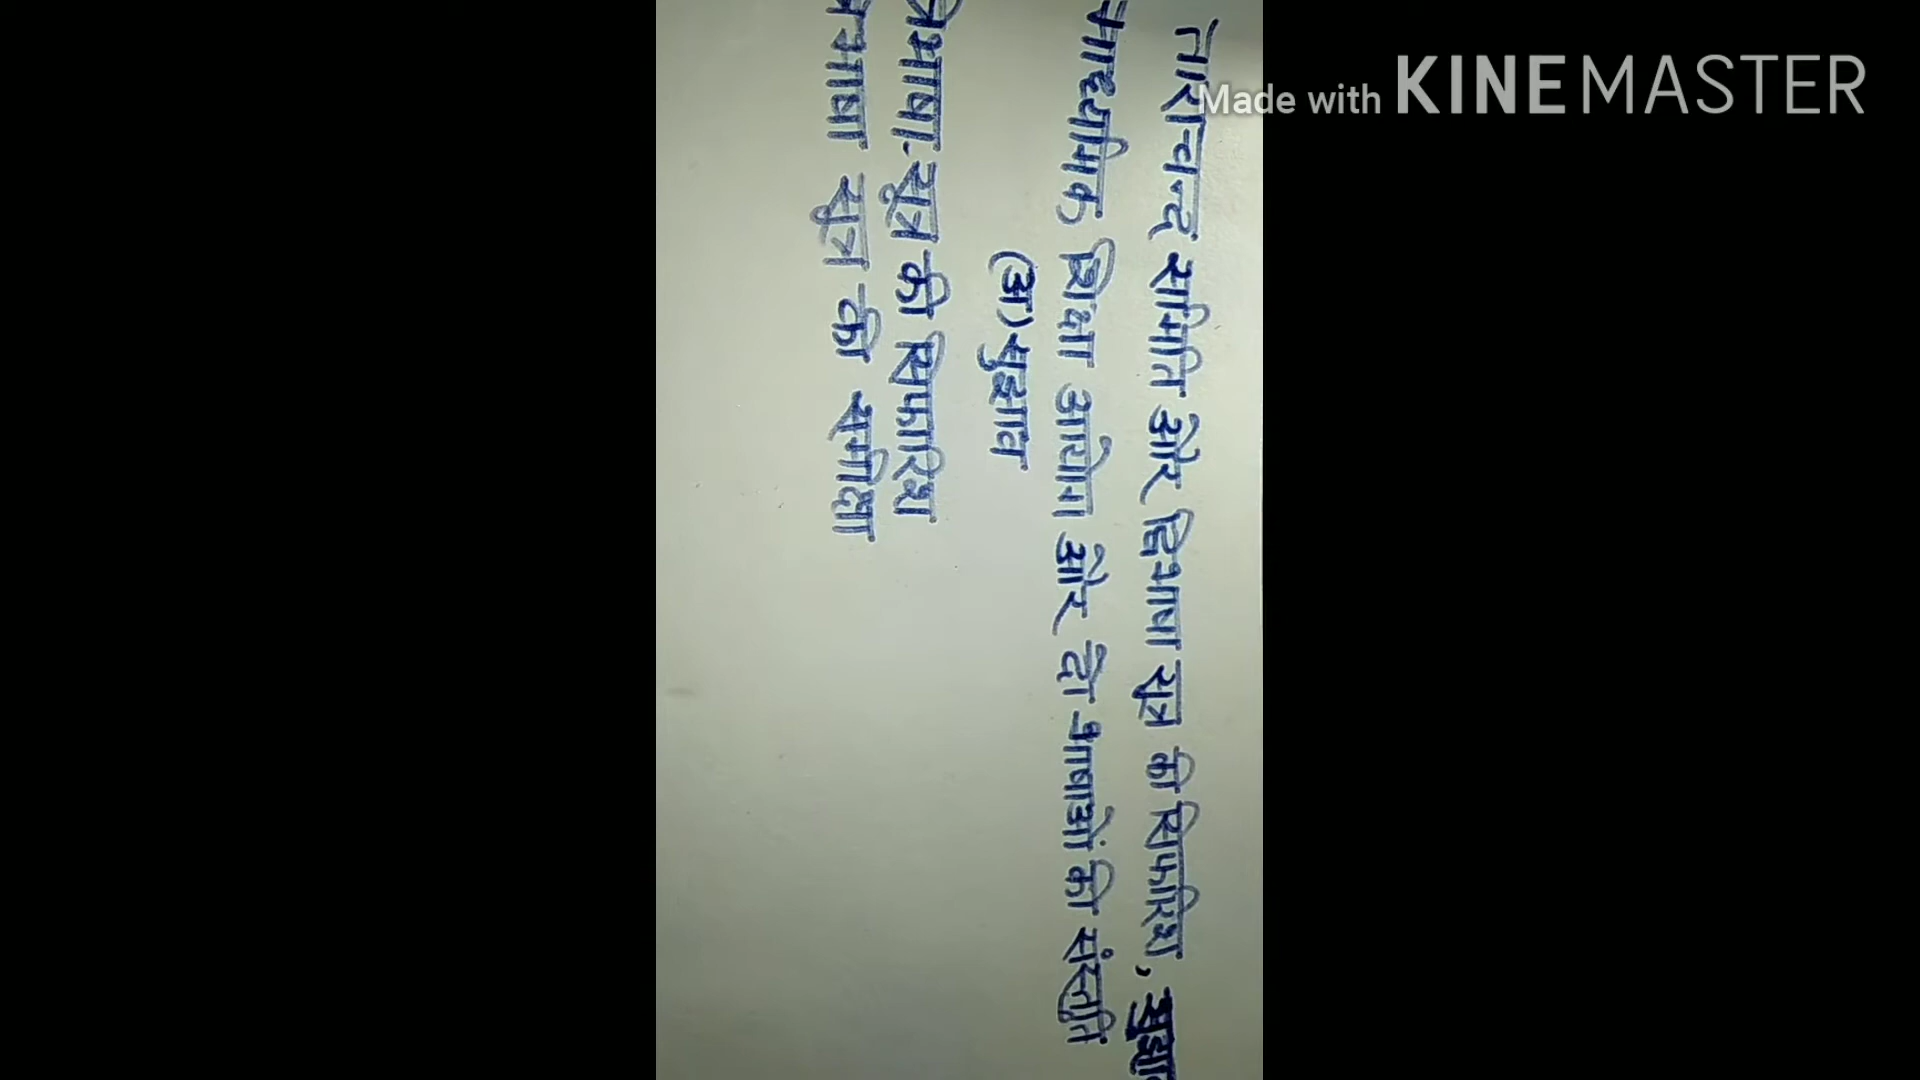 Made with KINEMASTER
ताराचन्द समिति और द्विभाषा सूत्र की सिफारिश,
माध्यमिक शिक्षा आयोग और दो भाषाओं की संस्तुति
(अ) सुझाव
त्रिभाषा-सूत्र की सिफारिश
भाषा सूत्र की समीक्षा